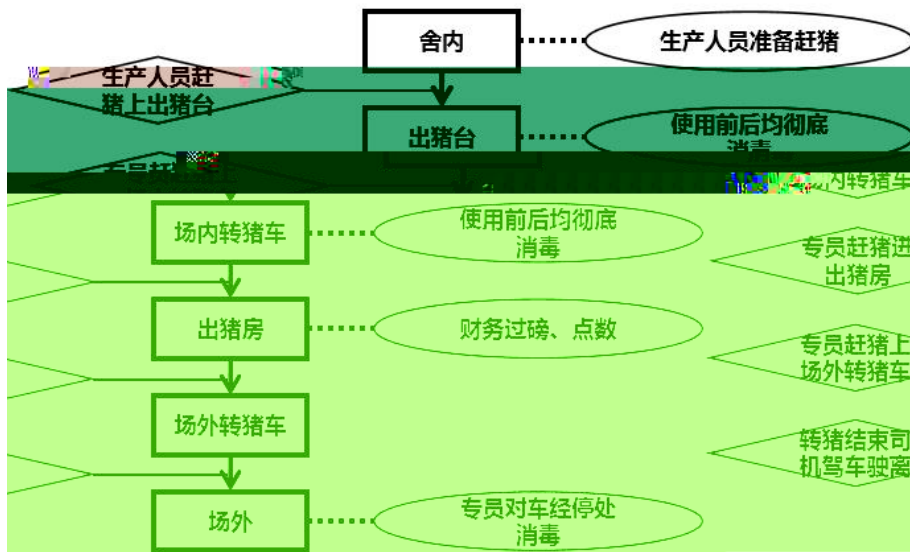 舍内
生产人员准备赶猪
生产人员赶
猪上出猪台
出猪台
使用前后均彻底
消毒
内转猪车
场内转猪车
使用前后均彻底
消毒
专员赶猪进
出猪房
出猪房
财务过磅、点数
专员赶猪上
场外转猪车
场外转猪车
转猪结束司
机驾车驶离
场外
专员对车经停处
消毒